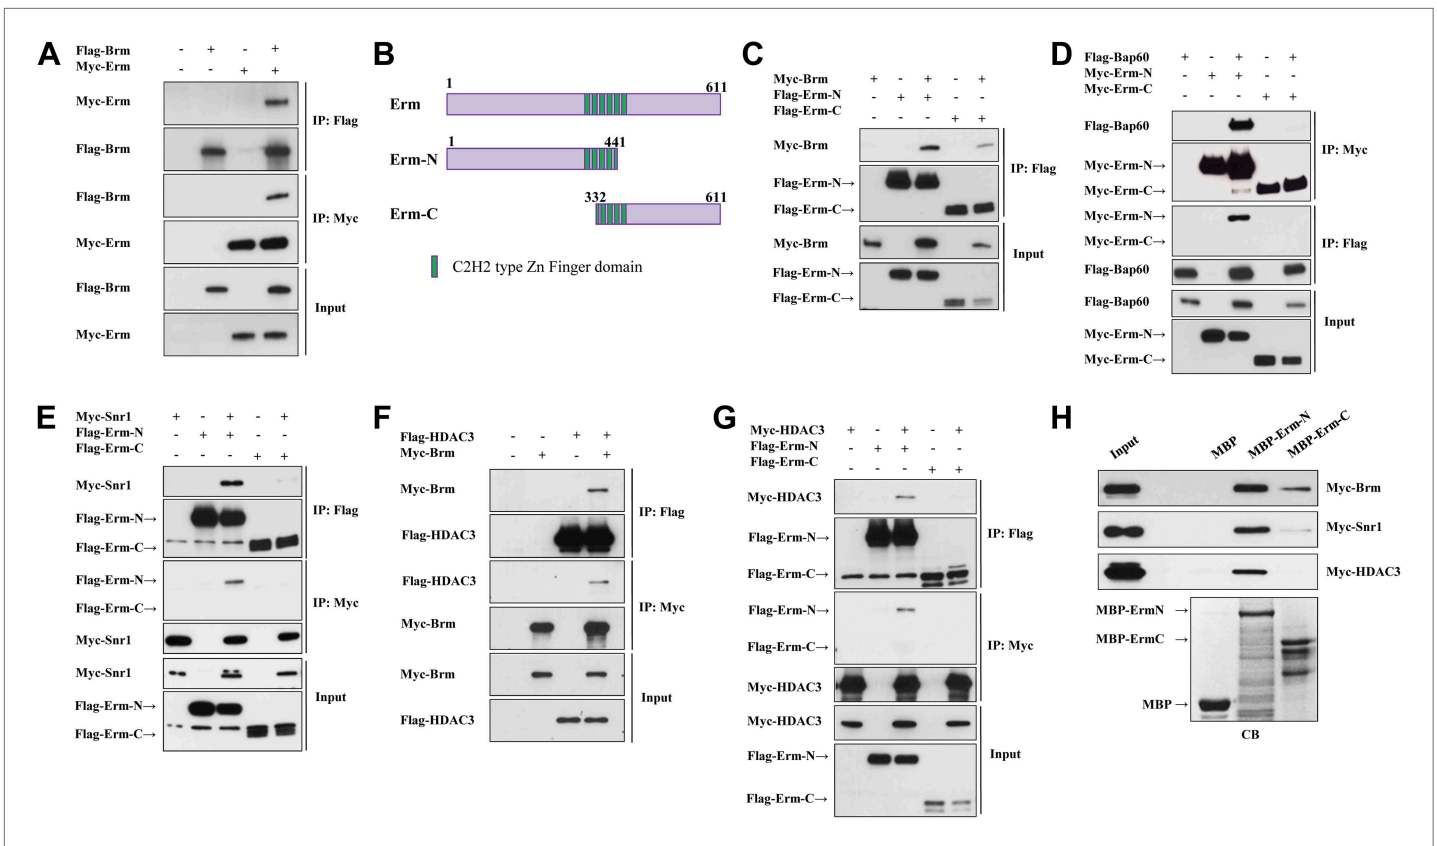 A
Flag-Brm - + - +
Myc-Erm - - + +
Myc-Erm
Flag-Brm
IP: Flag
Flag-Brm
Myc-Erm
IP: Myc
Flag-Brm
Myc-Erm
Input
B
1 611
Erm
1 441
Erm-N
332 611
Erm-C
C2H2 type Zn Finger domain
C
Myc-Brm + - + - +
Flag-Erm-N - + + - -
Flag-Erm-C - - - + +
Myc-Brm
Flag-Erm-N→
Flag-Erm-C→
IP: Flag
Myc-Brm
Flag-Erm-N→
Flag-Erm-C→
Input
D
Flag-Bap60 + - + - +
Myc-Erm-N - + + - -
Myc-Erm-C - - - + +
Flag-Bap60
Myc-Erm-N→
Myc-Erm-C→
IP: Myc
Myc-Erm-N→
Myc-Erm-C→
Flag-Bap60
IP: Flag
Flag-Bap60
Myc-Erm-N→
Myc-Erm-C→
Input
E
Myc-Snr1 + - + - +
Flag-Erm-N - + + - -
Flag-Erm-C - - - + +
Myc-Snr1
Flag-Erm-N→
Flag-Erm-C→
IP: Flag
Flag-Erm-N→
Flag-Erm-C→
Myc-Snr1
IP: Myc
Myc-Snr1
Flag-Erm-N→
Flag-Erm-C→
Input
F
Flag-HDAC3 - - + +
Myc-Brm - + - +
Myc-Brm
Flag-HDAC3
IP: Flag
Flag-HDAC3
Myc-Brm
IP: Myc
Myc-Brm
Flag-HDAC3
Input
G
Myc-HDAC3 + - + - +
Flag-Erm-N - + + - -
Flag-Erm-C - - - + +
Myc-HDAC3
Flag-Erm-N→
Flag-Erm-C→
IP: Flag
Flag-Erm-N→
Flag-Erm-C→
Myc-HDAC3
IP: Myc
Myc-HDAC3
Flag-Erm-N→
Flag-Erm-C→
Input
H
Input MBP MBP-Erm-N MBP-Erm-C
Myc-Brm
Myc-Snr1
Myc-HDAC3
MBP-ErmN →
MBP-ErmC →
MBP →
CB